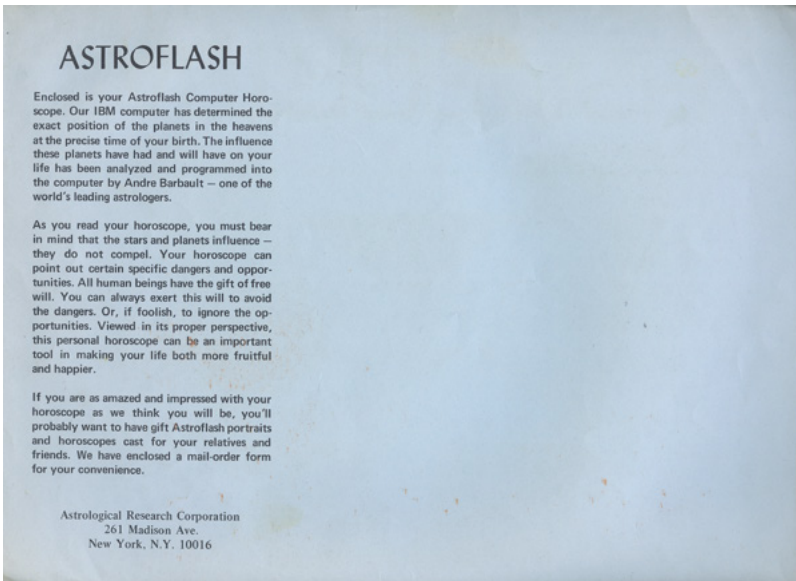 ASTROFLASH
Enclosed is your Astroflash Computer Horo-
scope. Our IBM computer has determined the
exact position of the planets in the heavens
at the precise time of your birth. The influence
these planets have had and will have on your
life has been analyzed and programmed into
the computer by Andre Barbault – one of the
world's leading astrologers.
As you read your horoscope, you must bear
in mind that the stars and planets influence –
they do not compel. Your horoscope can
point out certain specific dangers and oppor-
tunities. All human beings have the gift of free
will. You can always exert this will to avoid
the dangers. Or, if foolish, to ignore the op-
portunities. Viewed in its proper perspective,
this personal horoscope can be an important
tool in making your life both more fruitful
and happier.
If you are as amazed and impressed with your
horoscope as we think you will be, you'll
probably want to have gift Astroflash portraits
and horoscopes cast for your relatives and
friends. We have enclosed a mail-order form
for your convenience.
Astrological Research Corporation
261 Madison Ave.
New York, N.Y. 10016